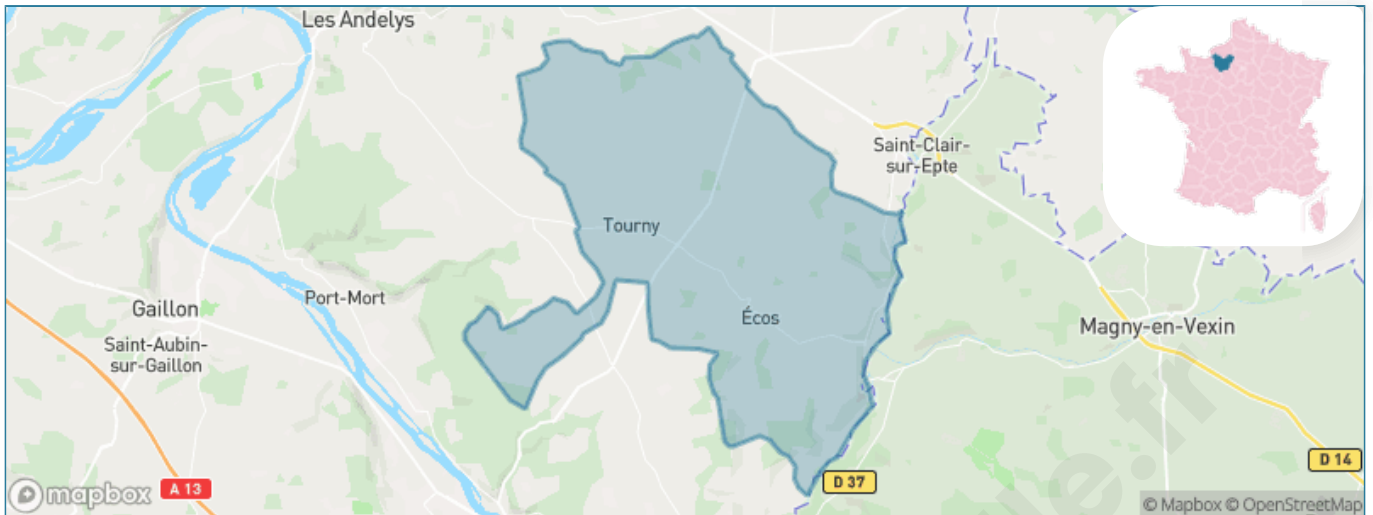 Les Andelys
Saint-Clair-
sur-Epte
Tourny
Port-Mort
Gaillon
Écos
Magny-en-Vexin
Saint-Aubin-
sur-Gaillon
D 14
D 37
mapbox
A 13
© Mapbox © OpenStreetMap